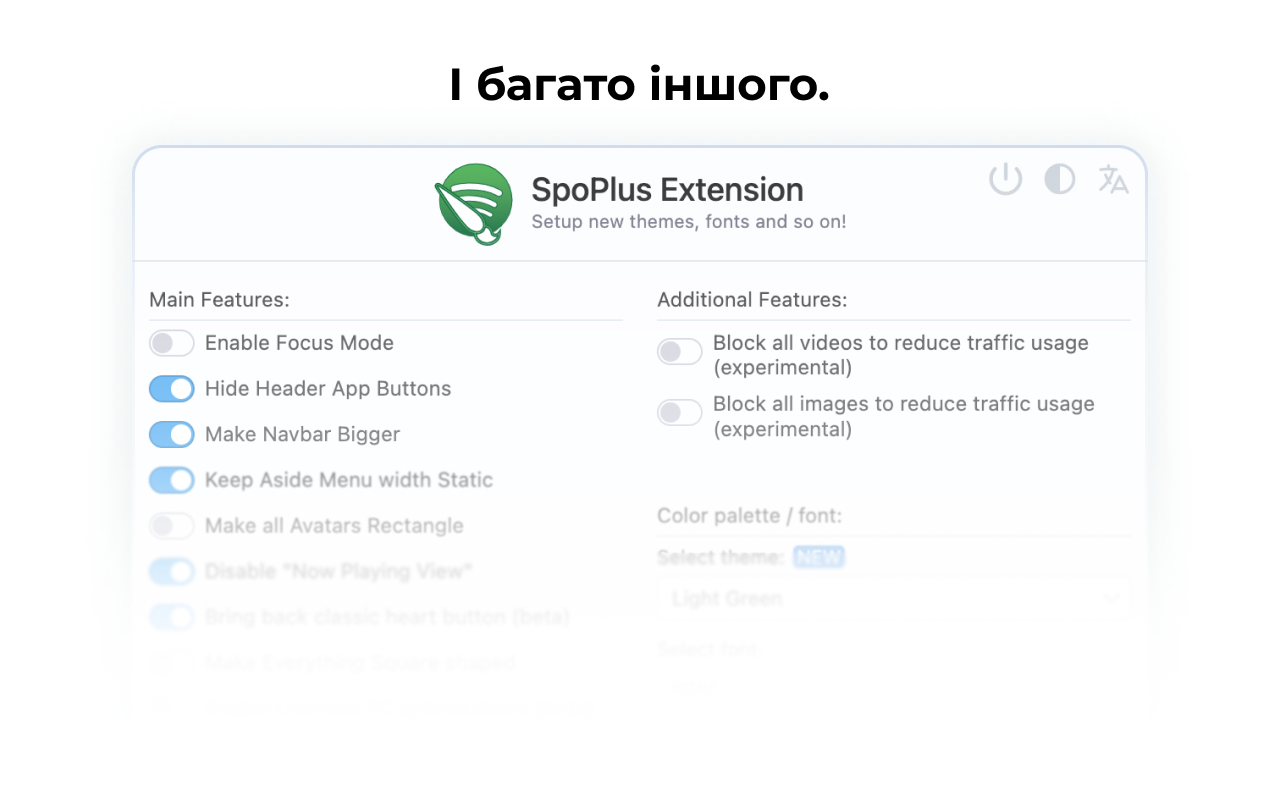 І багато іншого.
SpoPlus Extension
Setup new themes, fonts and so on!
Main Features:
Enable Focus Mode
Hide Header App Buttons
Make Navbar Bigger
Keep Aside Menu width Static
Make all Avatars Rectangle
Disable "Now Playing View"
Bring back classic heart button (beta)
Make Everything Square shaped
Additional Features:
Block all videos to reduce traffic usage
(experimental)
Block all images to reduce traffic usage
(experimental)
Color palette / font:
Select theme: NEW
Light Green
Select font